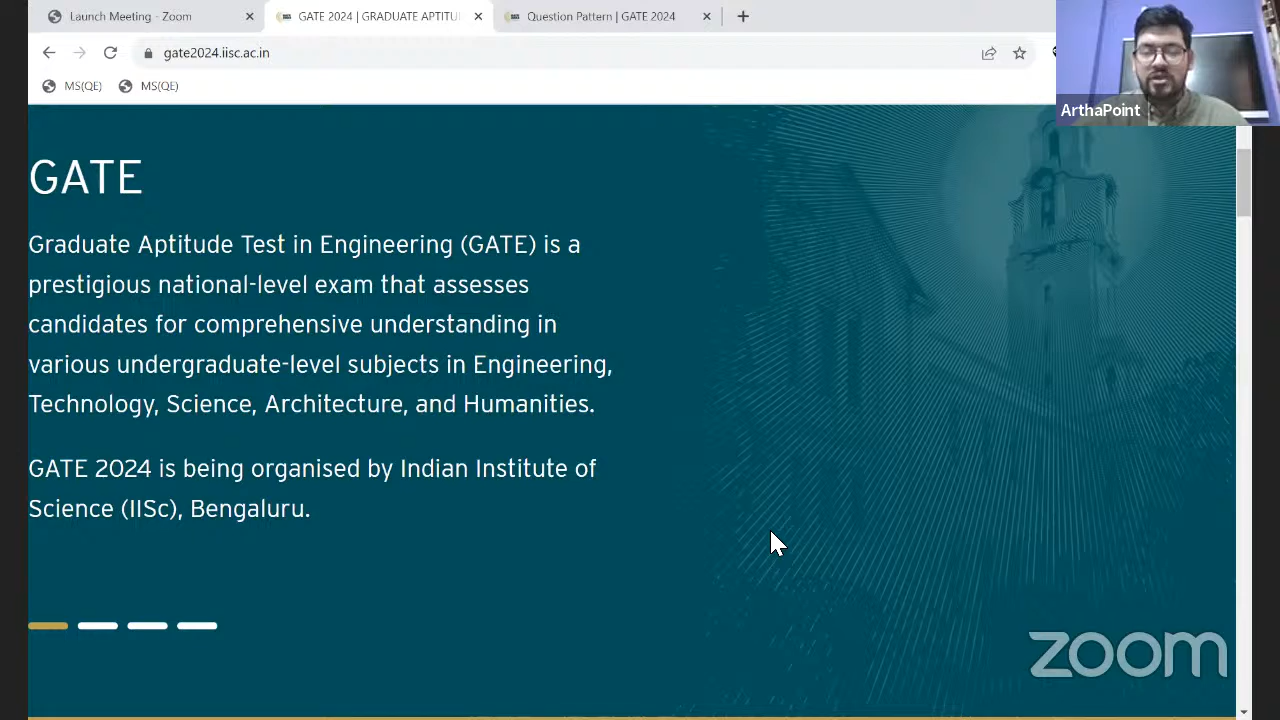 Launch Meeting - Zoom
GATE 2024 | GRADUATE APTITU
Question Pattern | GATE 2024
gate2024.iisc.ac.in
MS(QE)
MS(QE)
ArthaPoint
GATE
Graduate Aptitude Test in Engineering (GATE) is a
prestigious national-level exam that assesses
candidates for comprehensive understanding in
various undergraduate-level subjects in Engineering,
Technology, Science, Architecture, and Humanities.
GATE 2024 is being organised by Indian Institute of
Science (IISc), Bengaluru.
zoom